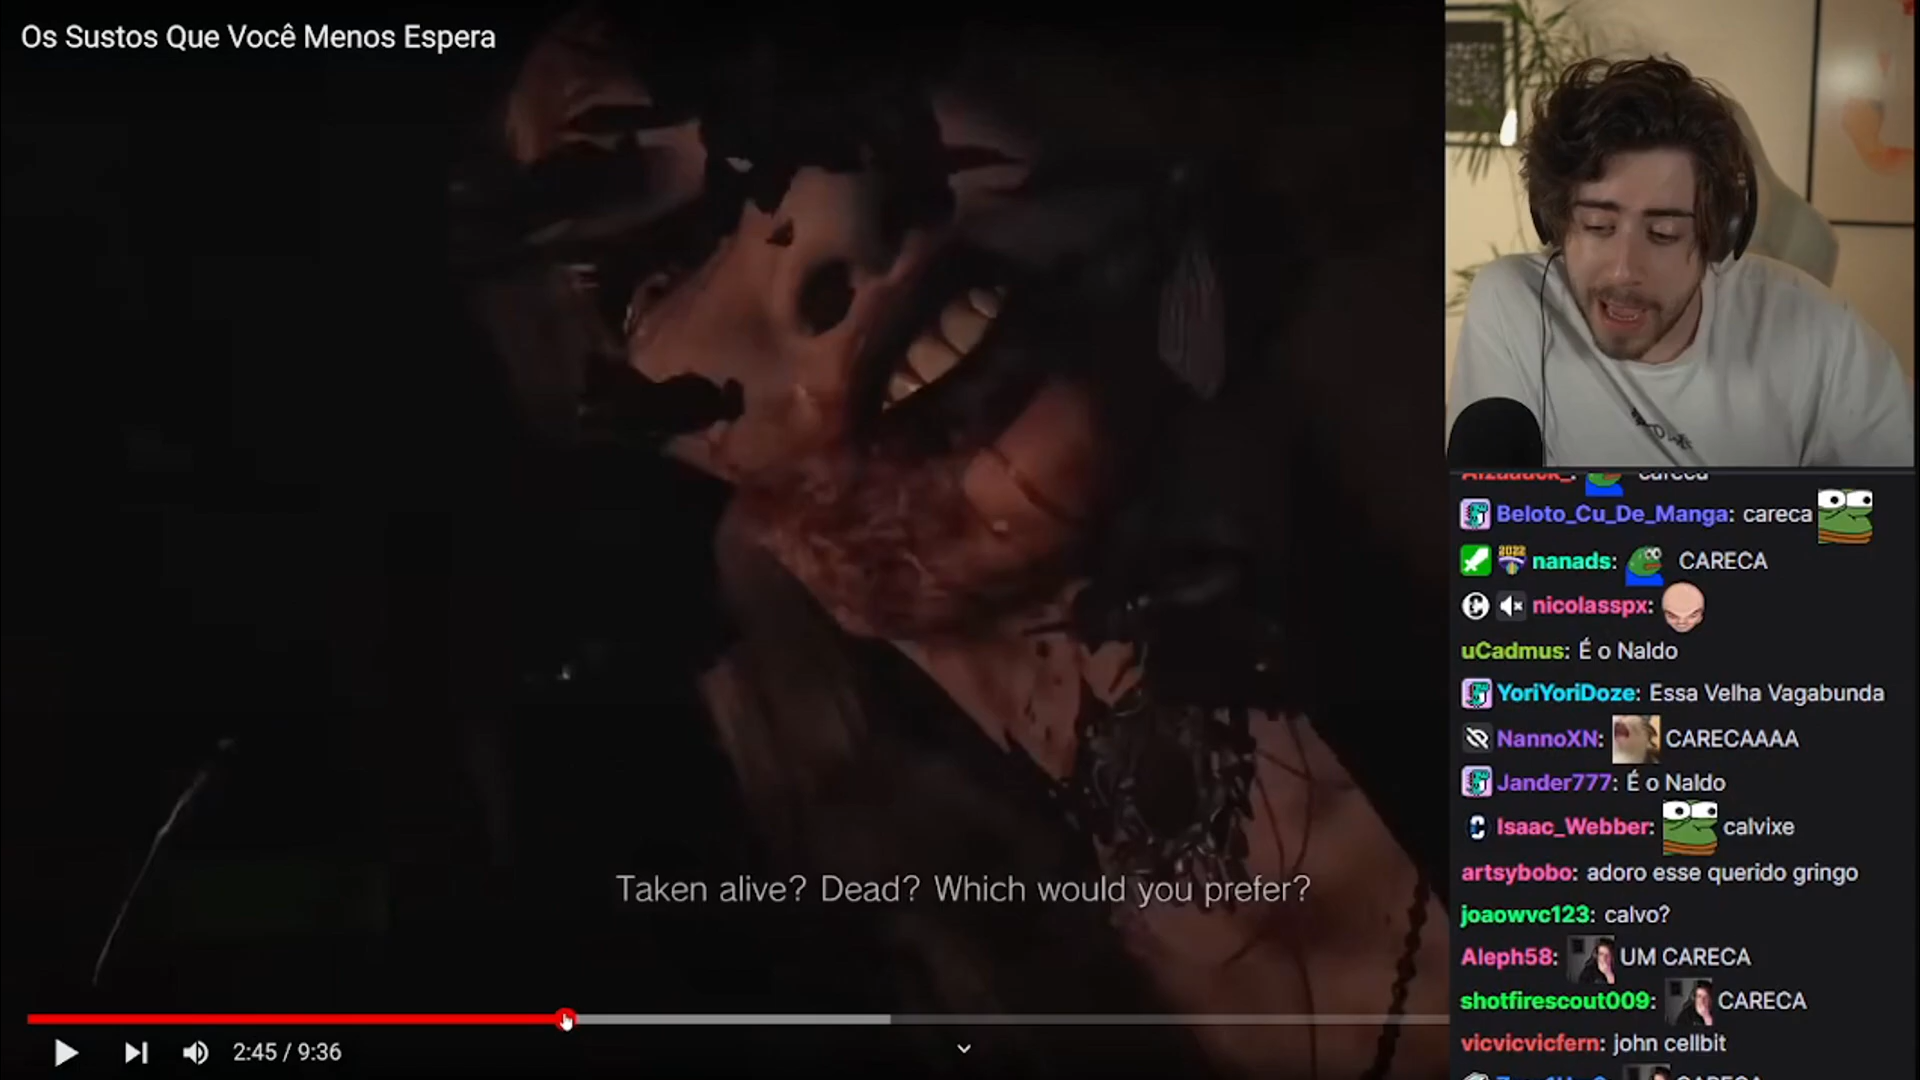 Os Sustos Que Você Menos Espera
Taken alive? Dead? Which would you prefer?
2:45 / 9:36
careca
Beloto_Cu_De_Manga: careca
nanads: CARECA
nicolasspx:
uCadmus: É o Naldo
YoriYoriDoze: Essa Velha Vagabunda
NannoXN: CARECAAAA
Jander777: É o Naldo
Isaac_Webber: calvixe
artsybobo: adoro esse querido gringo
joaowvc123: calvo?
Aleph58: UM CARECA
shotfirescout009: CARECA
vicvicvicfern: john cellbit
CARECA